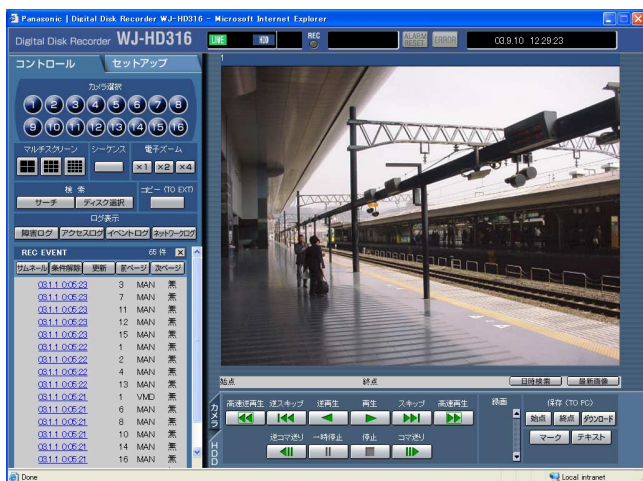 Panasonic | Digital Disk Recorder WJ-HD316 - Microsoft Internet Explorer
Digital Disk Recorder WJ-HD316
LIVE HDD REC ALARM RESET ERROR 03.9.10 12:29:23
コントロール セットアップ
1
カメラ選択
1 2 3 4 5 6 7 8
9 10 11 12 13 14 15 16
マルチスクリーン シーケンス 電子ズーム
×1 ×2 ×4
検索 コピー (TO EXT)
サーチ ディスク選択
ログ表示
障害ログ アクセスログ イベントログ ネットワークログ
REC EVENT 65 件 X
サムネール 条件解除 更新 前ページ 次ページ
03.1.1 0:05:23 3 MAN 無
03.1.1 0:05:23 7 MAN 無
03.1.1 0:05:23 11 MAN 無
03.1.1 0:05:23 12 MAN 無
03.1.1 0:05:23 15 MAN 無
03.1.1 0:05:22 1 MAN 無
03.1.1 0:05:22 2 MAN 無
03.1.1 0:05:22 4 MAN 無
03.1.1 0:05:22 13 MAN 無
03.1.1 0:05:21 1 VMD 無
03.1.1 0:05:21 6 MAN 無
03.1.1 0:05:21 8 MAN 無
03.1.1 0:05:21 10 MAN 無
03.1.1 0:05:21 14 MAN 無
03.1.1 0:05:21 16 MAN 無
始点 終点 日時検索 最新画像
カメラ
HDD
高速逆再生 逆スキップ 逆再生 再生 スキップ 高速再生
逆コマ送り 一時停止 停止 コマ送り
録画
保存 (TO PC)
始点 終点 ダウンロード
マーク テキスト
Done Local intranet